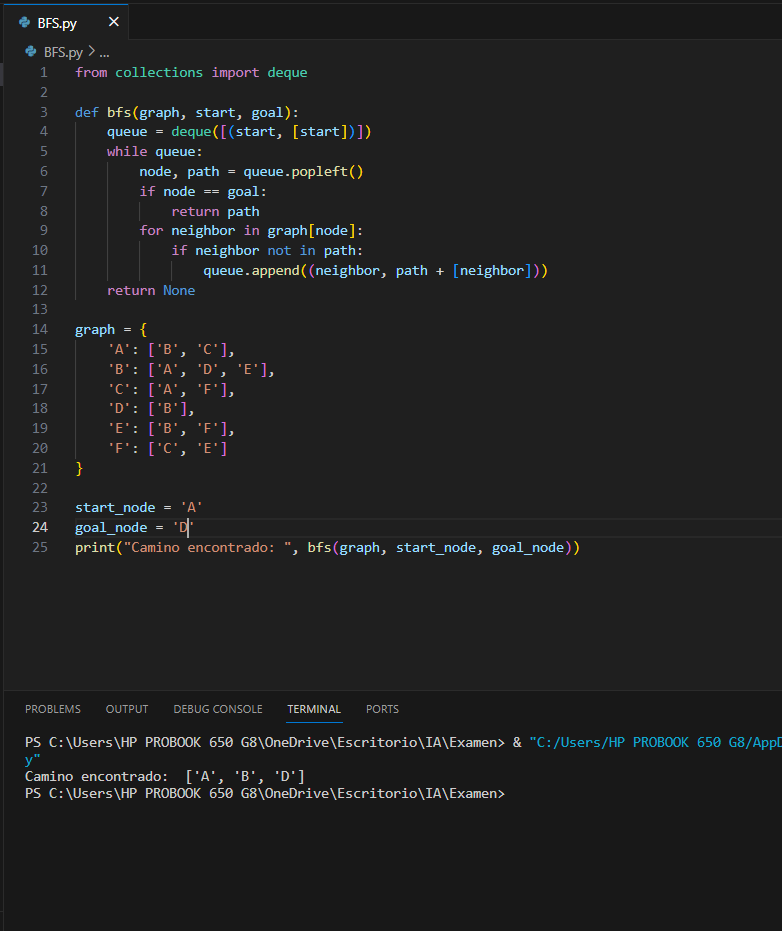 BFS.py
BFS.py > ...
1 from collections import deque
2
3 def bfs(graph, start, goal):
4     queue = deque([(start, [start])])
5     while queue:
6         node, path = queue.popleft()
7         if node == goal:
8             return path
9         for neighbor in graph[node]:
10             if neighbor not in path:
11                 queue.append((neighbor, path + [neighbor]))
12     return None
13
14 graph = {
15     'A': ['B', 'C'],
16     'B': ['A', 'D', 'E'],
17     'C': ['A', 'F'],
18     'D': ['B'],
19     'E': ['B', 'F'],
20     'F': ['C', 'E']
21 }
22
23 start_node = 'A'
24 goal_node = 'D'
25 print("Camino encontrado: ", bfs(graph, start_node, goal_node))
PROBLEMS OUTPUT DEBUG CONSOLE TERMINAL PORTS
PS C:\Users\HP PROBOOK 650 G8\OneDrive\Escritorio\IA\Examen> & "C:/Users/HP PROBOOK 650 G8/AppD
y"
Camino encontrado:  ['A', 'B', 'D']
PS C:\Users\HP PROBOOK 650 G8\OneDrive\Escritorio\IA\Examen>